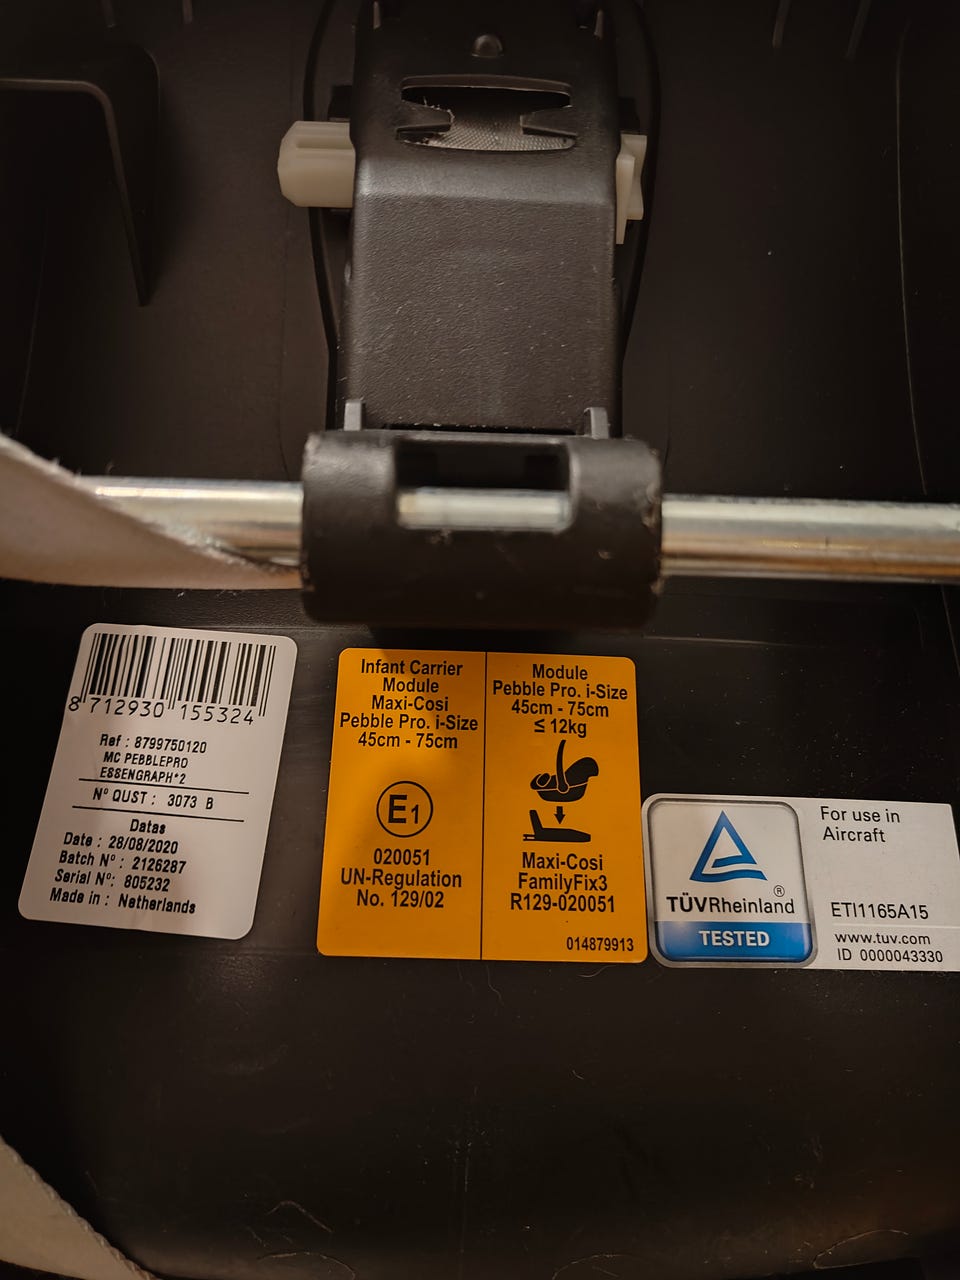 8 712930 155324
Ref : 8799750120
MC PEBBLEPRO
ESSENGRAPH*2
Nº QUST : 3073 B
Datas
Date : 28/08/2020
Batch Nº : 2126287
Serial Nº: 805232
Made in : Netherlands
Infant Carrier
Module
Maxi-Cosi
Pebble Pro. i-Size
45cm - 75cm
E1
020051
UN-Regulation
No. 129/02
Module
Pebble Pro. i-Size
45cm - 75cm
≤ 12kg
Maxi-Cosi
FamilyFix3
R129-020051
014879913
TÜVRheinland®
TESTED
For use in
Aircraft
ETI1165A15
www.tuv.com
ID 0000043330